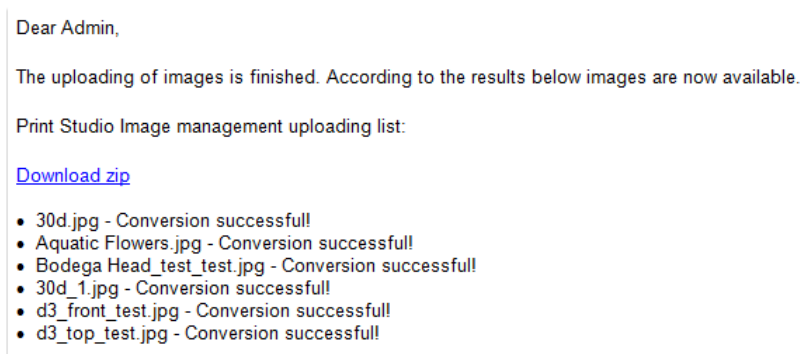 Dear Admin,
The uploading of images is finished. According to the results below images are now available.
Print Studio Image management uploading list:
Download zip
• 30d.jpg - Conversion successful!
• Aquatic Flowers.jpg - Conversion successful!
• Bodega Head_test_test.jpg - Conversion successful!
• 30d_1.jpg - Conversion successful!
• d3_front_test.jpg - Conversion successful!
• d3_top_test.jpg - Conversion successful!